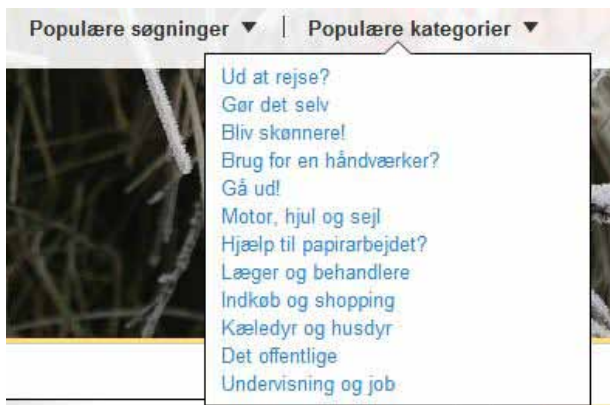 Populære søgninger ▼ | Populære kategorier ▼
Ud at rejse?
Gør det selv
Bliv skønnere!
Brug for en håndværker?
Gå ud!
Motor, hjul og sejl
Hjælp til papirarbejdet?
Læger og behandlere
Indkøb og shopping
Kæledyr og husdyr
Det offentlige
Undervisning og job